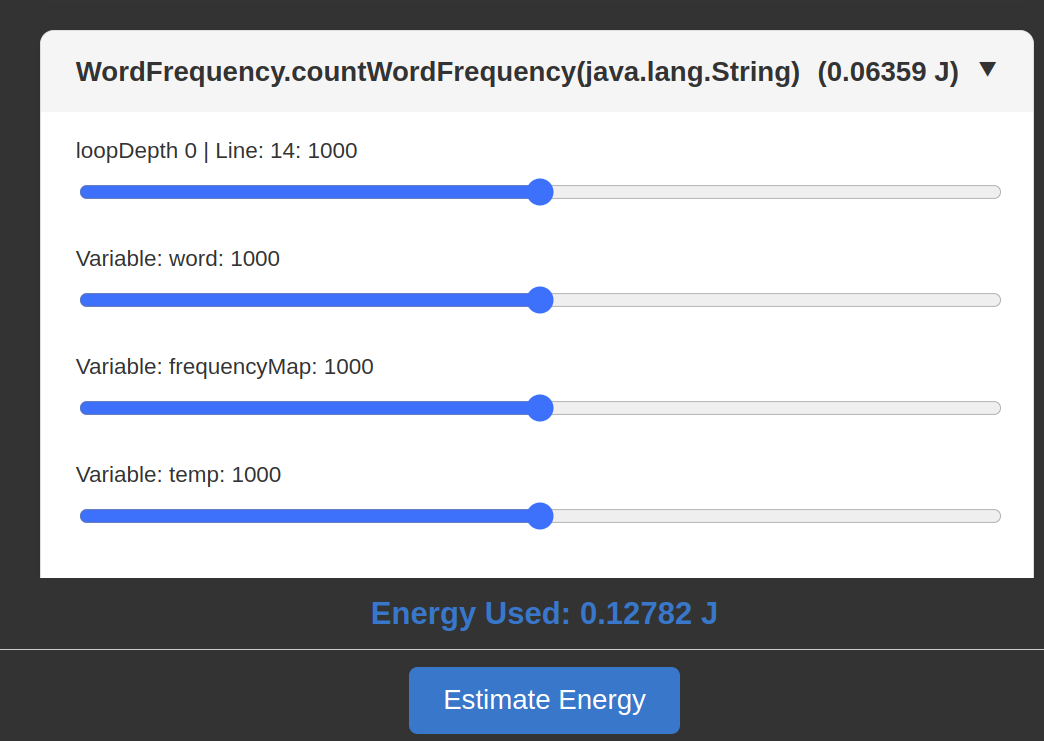 WordFrequency.countWordFrequency(java.lang.String) (0.06359 J) ▼
loopDepth 0 | Line: 14: 1000
Variable: word: 1000
Variable: frequencyMap: 1000
Variable: temp: 1000
Energy Used: 0.12782 J
Estimate Energy